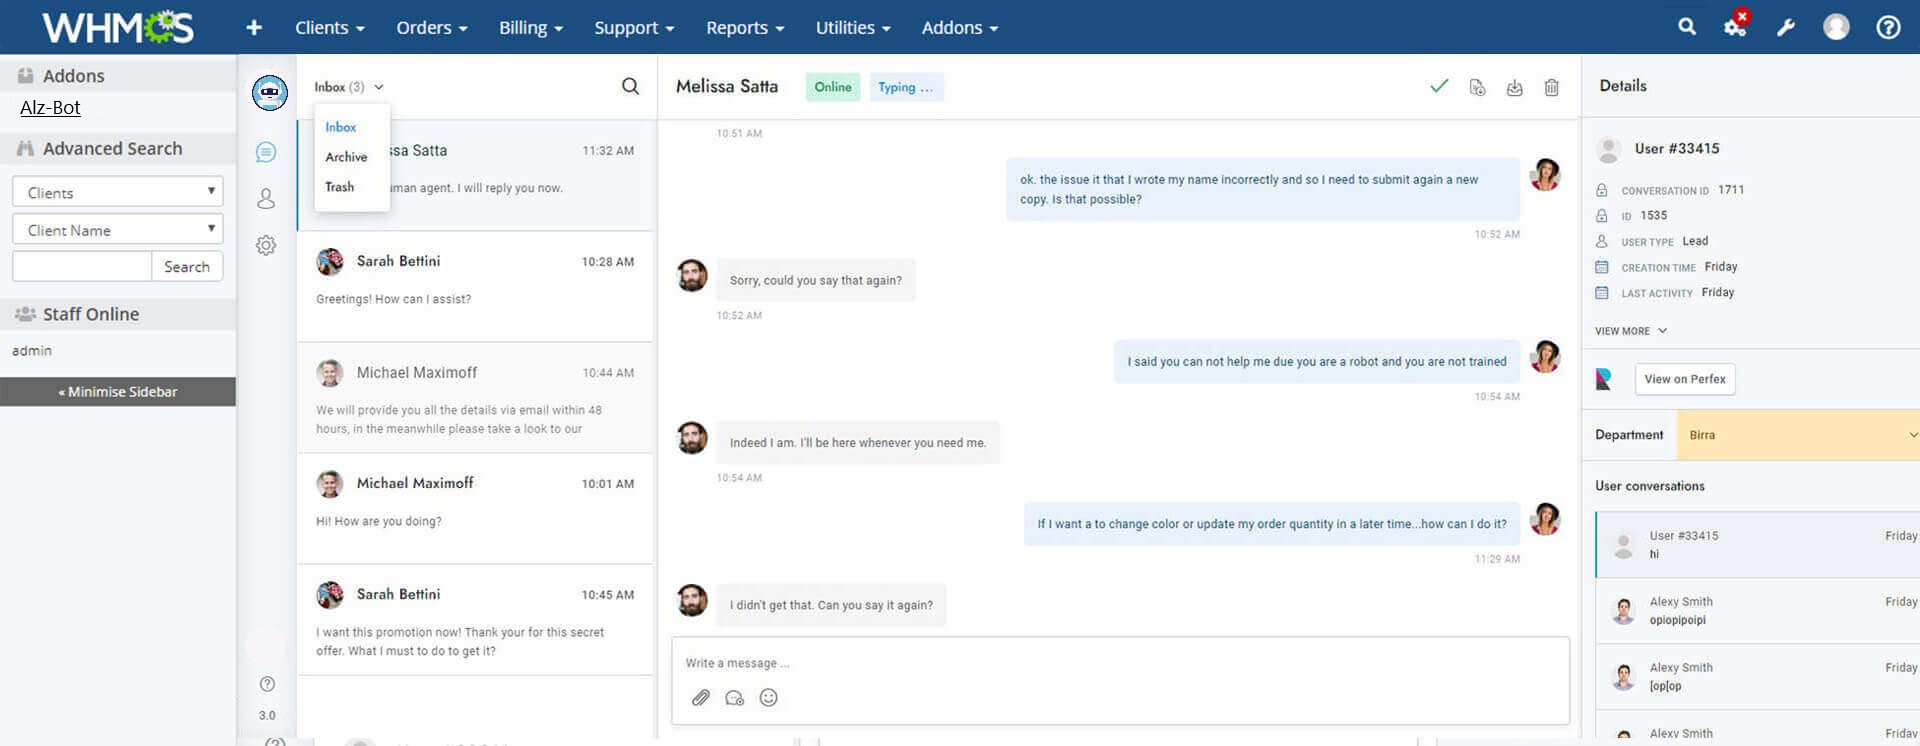 WHMCS
Clients
Orders
Billing
Support
Reports
Utilities
Addons
Addons
Alz-Bot
Advanced Search
Clients
Client Name
Search
Staff Online
admin
« Minimise Sidebar
3.0
Inbox (3)
Inbox
Archive
Trash
ssa Satta
11:32 AM
uman agent. I will reply you now.
Sarah Bettini
10:28 AM
Greetings! How can I assist?
Michael Maximoff
10:44 AM
We will provide you all the details via email within 48
hours, in the meanwhile please take a look to our
Michael Maximoff
10:01 AM
Hi! How are you doing?
Sarah Bettini
10:45 AM
I want this promotion now! Thank your for this secret
offer. What I must to do to get it?
Melissa Satta
Online
Typing ...
10:51 AM
ok. the issue it that I wrote my name incorrectly and so I need to submit again a new
copy. Is that possible?
10:52 AM
Sorry, could you say that again?
10:52 AM
I said you can not help me due you are a robot and you are not trained
10:54 AM
Indeed I am. I'll be here whenever you need me.
10:54 AM
If I want a to change color or update my order quantity in a later time...how can I do it?
11:29 AM
I didn't get that. Can you say it again?
Write a message ...
Details
User #33415
CONVERSATION ID 1711
ID 1535
USER TYPE Lead
CREATION TIME Friday
LAST ACTIVITY Friday
VIEW MORE
View on Perfex
Department
Birra
User conversations
User #33415
Friday
hi
Alexy Smith
Friday
opiopipoipi
Alexy Smith
Friday
[op[op
Alexy Smith
Friday